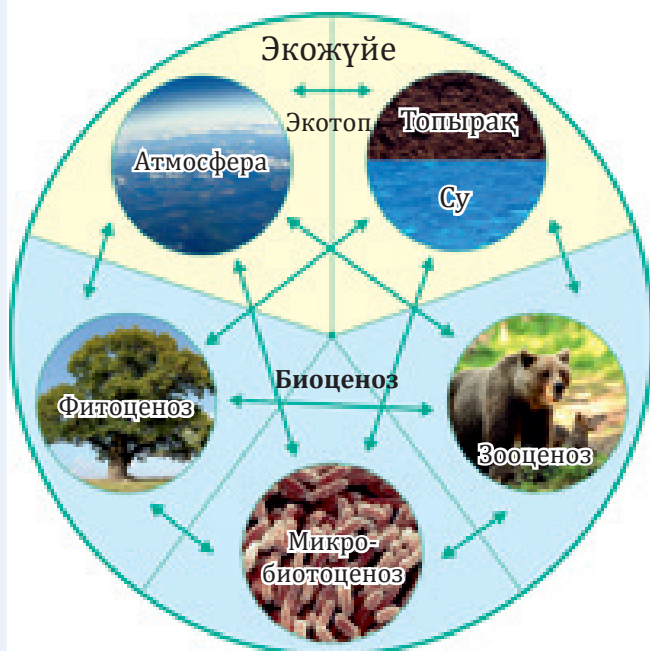 Экожүйе
Экотоп
Атмосфера
Топырақ
Су
Биоценоз
Фитоценоз
Зооценоз
Микро-
биотоценоз